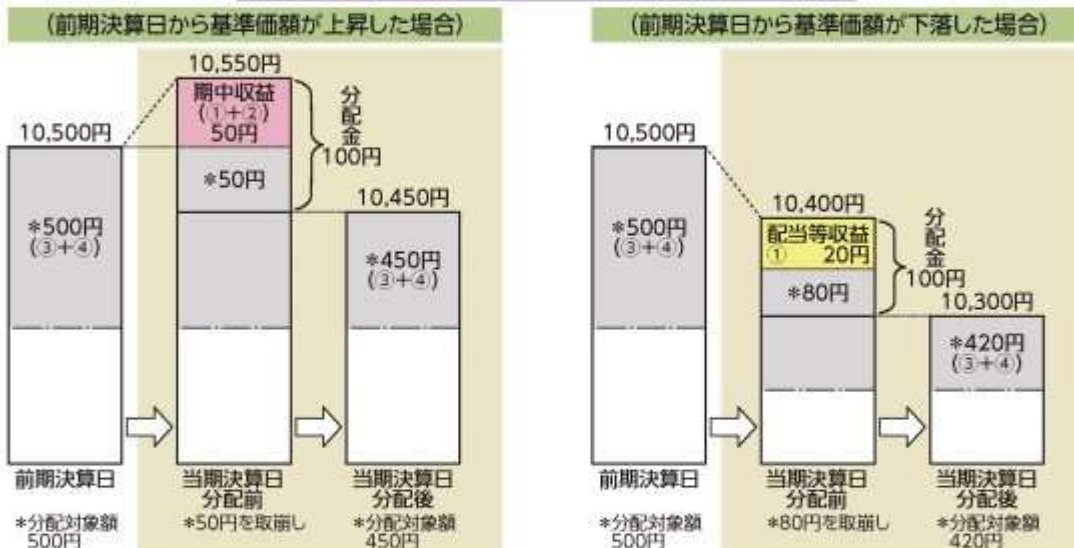 (前期決算日から基準価額が上昇した場合)
10,550円
期中収益
(①+②)
50円
分配金
100円
10,500円
*50円
*500円
(③+④)
10,450円
*450円
(③+④)
前期決算日
当期決算日
分配前
当期決算日
分配後
*分配対象額
500円
*50円を取崩し
*分配対象額
450円
(前期決算日から基準価額が下落した場合)
10,500円
*500円
(③+④)
10,400円
配当等収益
① 20円
分配金
100円
*80円
10,300円
*420円
(③+④)
前期決算日
当期決算日
分配前
当期決算日
分配後
*分配対象額
500円
*80円を取崩し
*分配対象額
420円